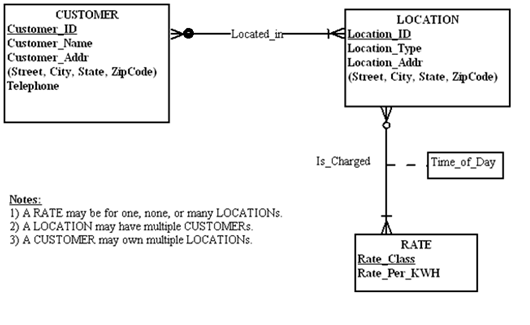 CUSTOMER
Customer_ID
Customer_Name
Customer_Addr
(Street, City, State, ZipCode)
Telephone
Located_in
LOCATION
Location_ID
Location_Type
Location_Addr
(Street, City, State, ZipCode)
Is_Charged
Time_of_Day
Notes:
1) A RATE may be for one, none, or many LOCATIONs.
2) A LOCATION may have multiple CUSTOMERs.
3) A CUSTOMER may own multiple LOCATIONs.
RATE
Rate_Class
Rate_Per_KWH